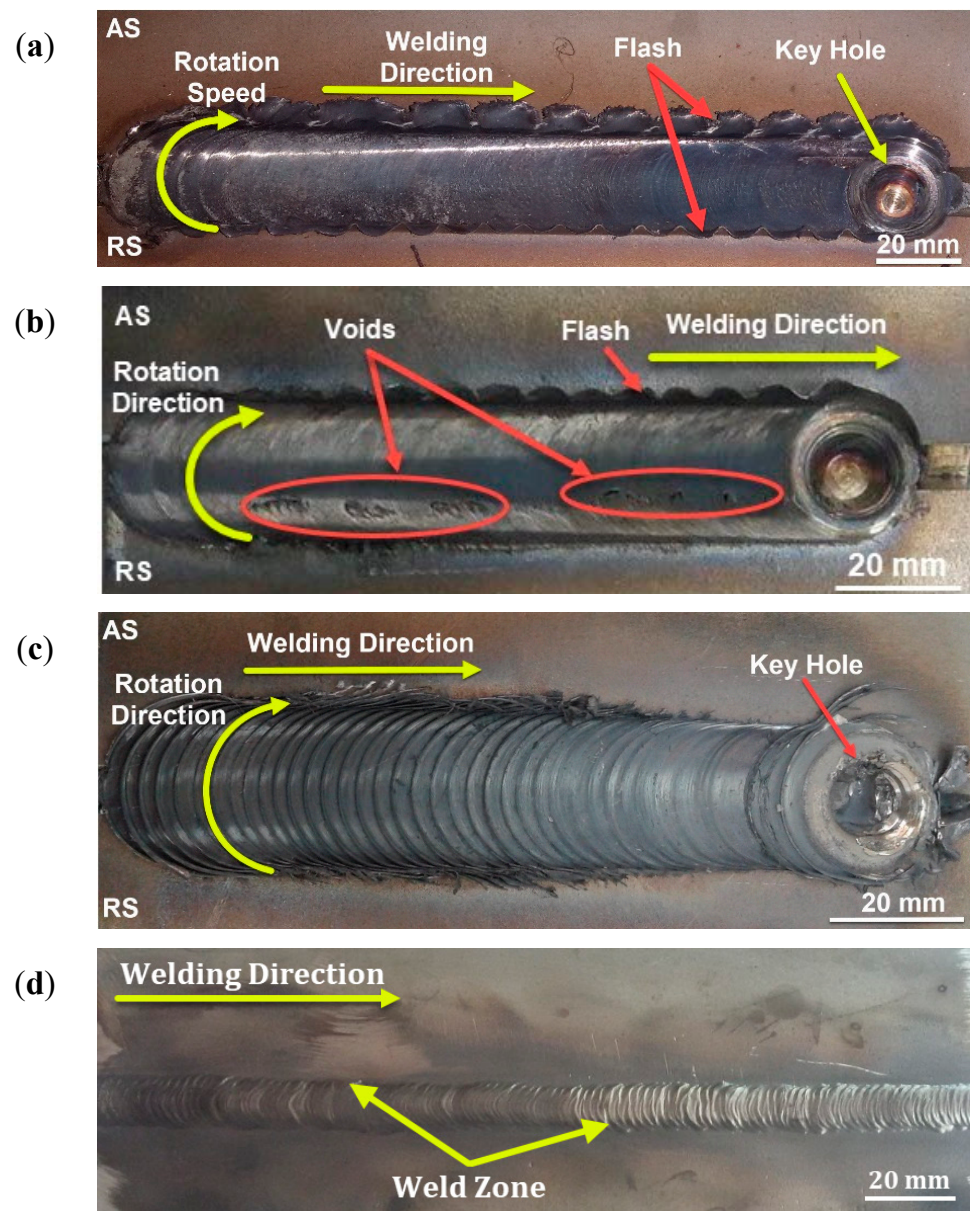 (a)
AS
Rotation
Speed
Welding
Direction
Flash
Key Hole
RS
20 mm
(b)
AS
Voids
Flash
Welding Direction
Rotation
Direction
RS
20 mm
(c)
AS
Welding Direction
Rotation
Direction
Key Hole
RS
20 mm
(d)
Welding Direction
Weld Zone
20 mm